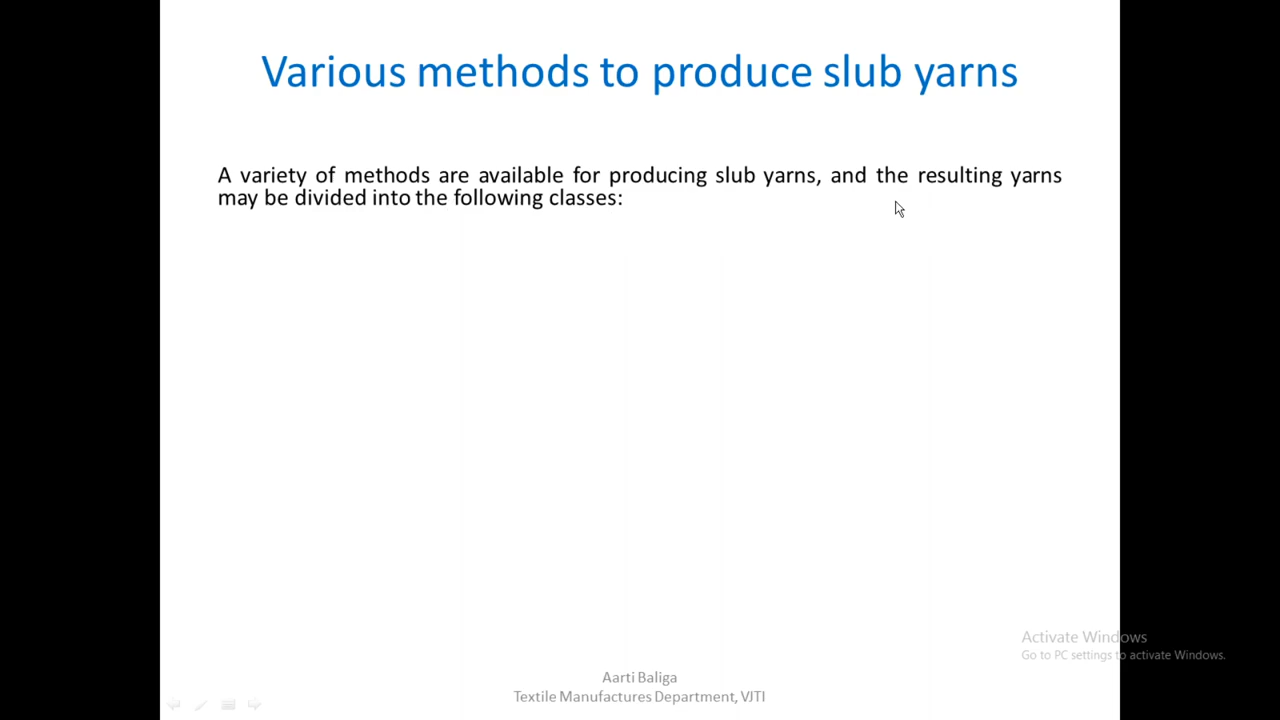 Various methods to produce slub yarns
A variety of methods are available for producing slub yarns, and the resulting yarns
may be divided into the following classes:
Activate Windows
Go to PC settings to activate Windows.
Aarti Baliga
Textile Manufactures Department, VJTI